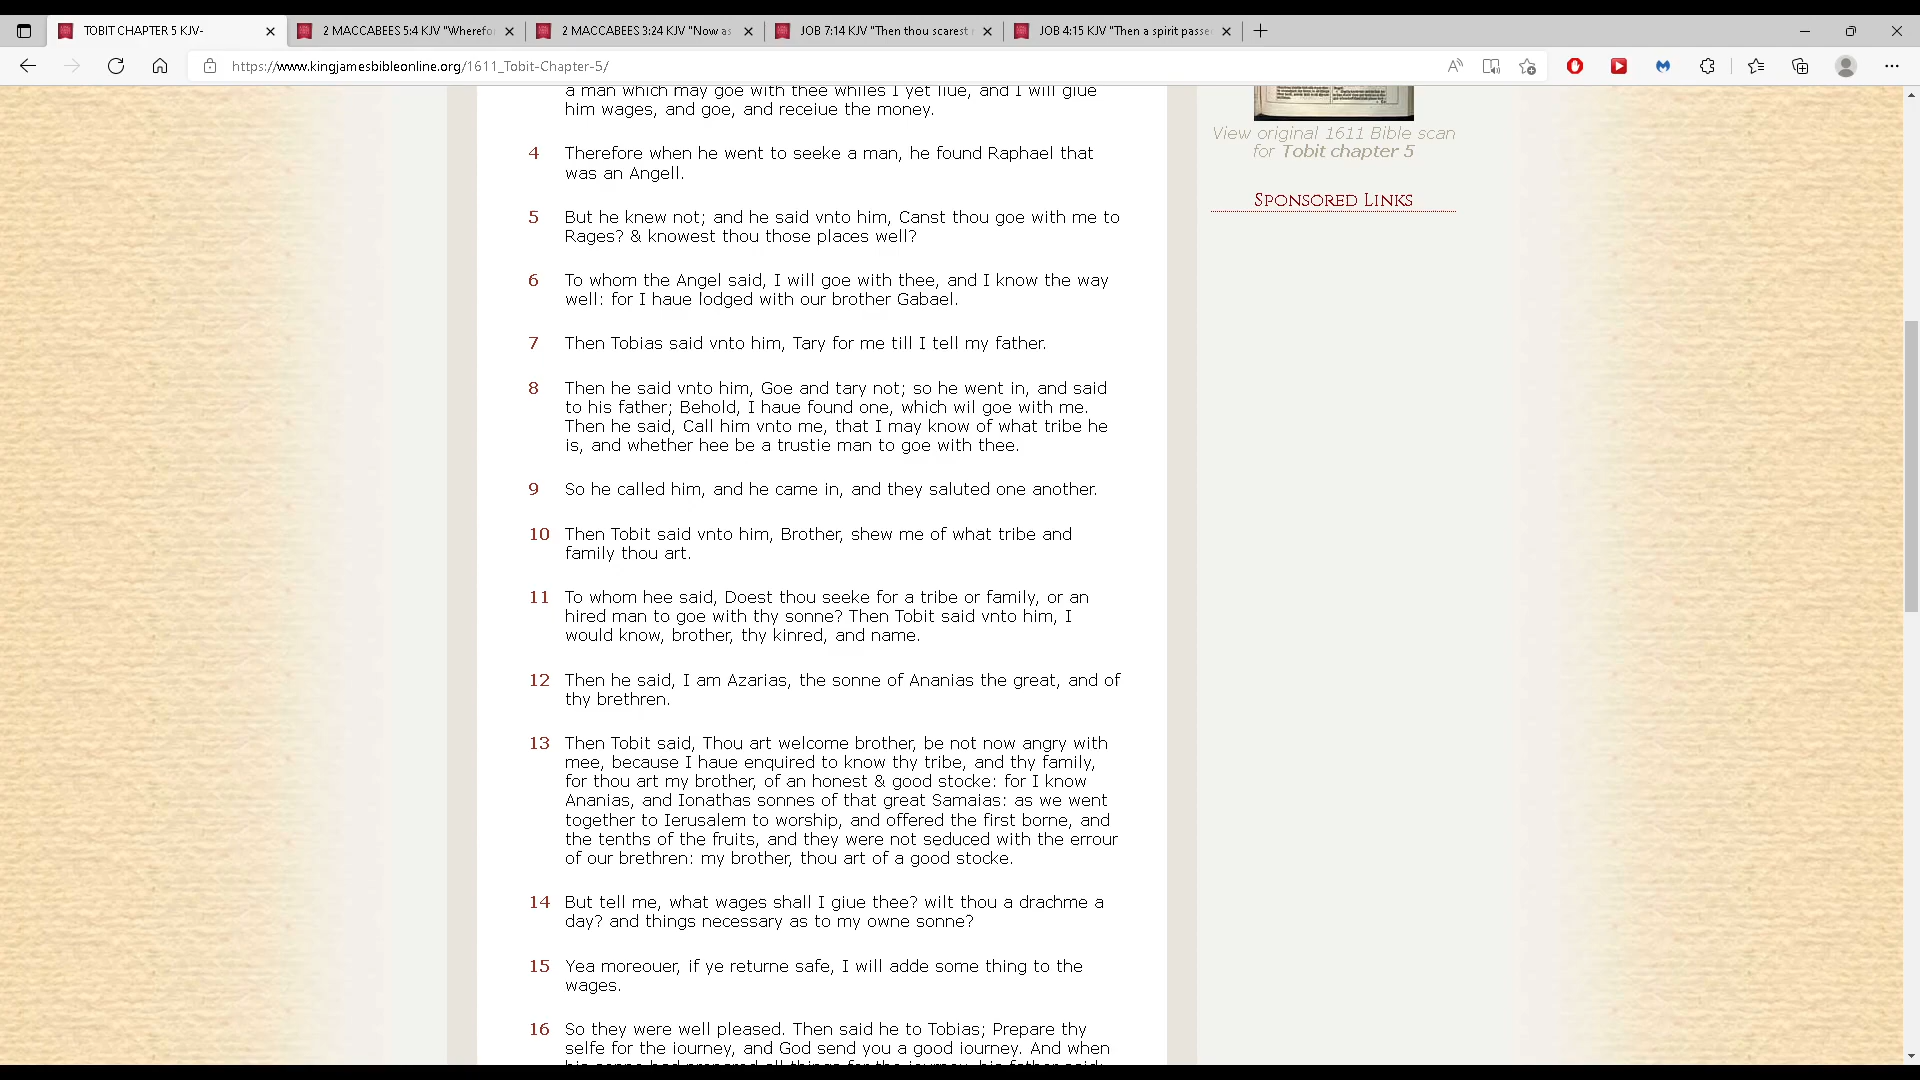 TOBIT CHAPTER 5 KJV-
2 MACCABEES 5:4 KJV "Wherefo
2 MACCABEES 3:24 KJV "Now as
JOB 7:14 KJV "Then thou scarest
JOB 4:15 KJV "Then a spirit passe
https://www.kingjamesbibleonline.org/1611_Tobit-Chapter-5/
a man which may goe with thee whiles I yet liue, and I will giue
him wages, and goe, and receiue the money.
4 Therefore when he went to seeke a man, he found Raphael that
was an Angell.
5 But he knew not; and he said vnto him, Canst thou goe with me to
Rages? & knowest thou those places well?
6 To whom the Angel said, I will goe with thee, and I know the way
well: for I haue lodged with our brother Gabael.
7 Then Tobias said vnto him, Tary for me till I tell my father.
8 Then he said vnto him, Goe and tary not; so he went in, and said
to his father; Behold, I haue found one, which wil goe with me.
Then he said, Call him vnto me, that I may know of what tribe he
is, and whether hee be a trustie man to goe with thee.
9 So he called him, and he came in, and they saluted one another.
10 Then Tobit said vnto him, Brother, shew me of what tribe and
family thou art.
11 To whom hee said, Doest thou seeke for a tribe or family, or an
hired man to goe with thy sonne? Then Tobit said vnto him, I
would know, brother, thy kinred, and name.
12 Then he said, I am Azarias, the sonne of Ananias the great, and of
thy brethren.
13 Then Tobit said, Thou art welcome brother, be not now angry with
mee, because I haue enquired to know thy tribe, and thy family,
for thou art my brother, of an honest & good stocke: for I know
Ananias, and Ionathas sonnes of that great Samaias: as we went
together to Ierusalem to worship, and offered the first borne, and
the tenths of the fruits, and they were not seduced with the errour
of our brethren: my brother, thou art of a good stocke.
14 But tell me, what wages shall I giue thee? wilt thou a drachme a
day? and things necessary as to my owne sonne?
15 Yea moreouer, if ye returne safe, I will adde some thing to the
wages.
16 So they were well pleased. Then said he to Tobias; Prepare thy
selfe for the iourney, and God send you a good iourney. And when
his sonne had prepared all things for the iourney, his father said;
View original 1611 Bible scan
for Tobit chapter 5
SPONSORED LINKS